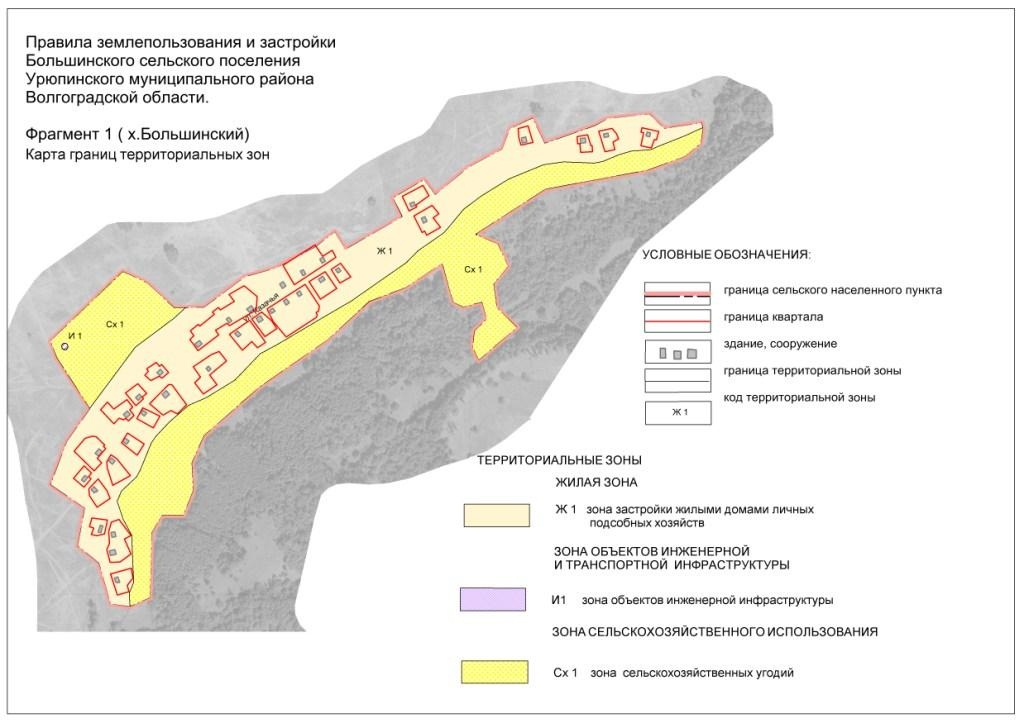 Правила землепользования и застройки
Большинского сельского поселения
Урюпинского муниципального района
Волгоградской области.
Фрагмент 1 ( х.Большинский)
Карта границ территориальных зон
Ж 1
Сх 1
Сх 1
И 1
УСЛОВНЫЕ ОБОЗНАЧЕНИЯ:
граница сельского населенного пункта
граница квартала
здание, сооружение
граница территориальной зоны
код территориальной зоны
Ж 1
ТЕРРИТОРИАЛЬНЫЕ ЗОНЫ
ЖИЛАЯ ЗОНА
Ж 1 зона застройки жилыми домами личных
подсобных хозяйств
ЗОНА ОБЪЕКТОВ ИНЖЕНЕРНОЙ
И ТРАНСПОРТНОЙ ИНФРАСТРУКТУРЫ
И1 зона объектов инженерной инфраструктуры
ЗОНА СЕЛЬСКОХОЗЯЙСТВЕННОГО ИСПОЛЬЗОВАНИЯ
Сх 1 зона сельскохозяйственных угодий